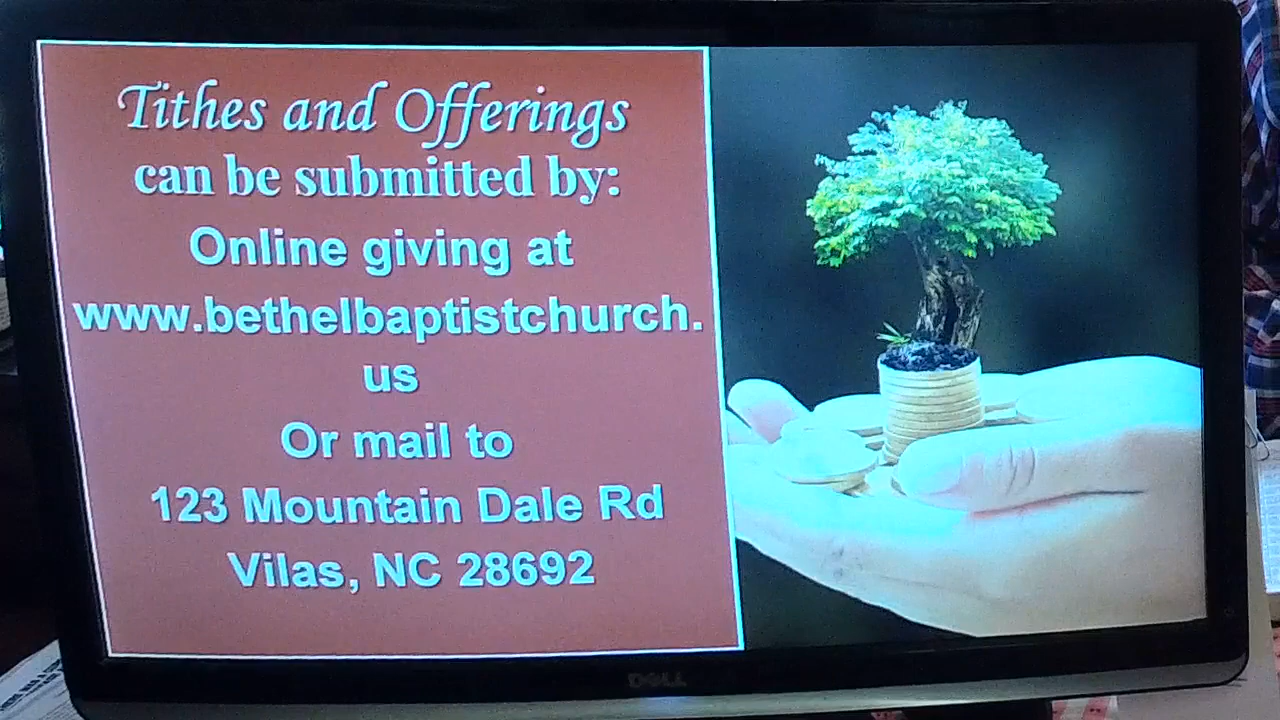 Tithes and Offerings
can be submitted by:
Online giving at
www.bethelbaptistchurch.
us
Or mail to
123 Mountain Dale Rd
Vilas, NC 28692
DELL